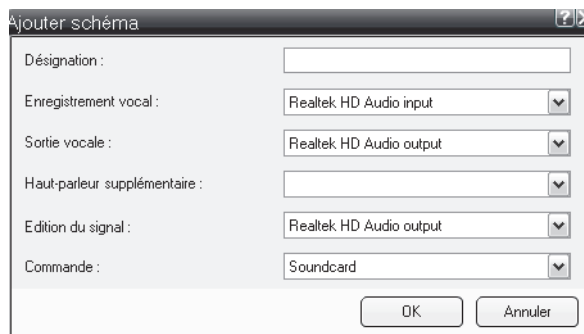 Ajouter schéma
Désignation :
Enregistrement vocal : Realtek HD Audio input
Sortie vocale : Realtek HD Audio output
Haut-parleur supplémentaire :
Edition du signal : Realtek HD Audio output
Commande : Soundcard
OK Annuler